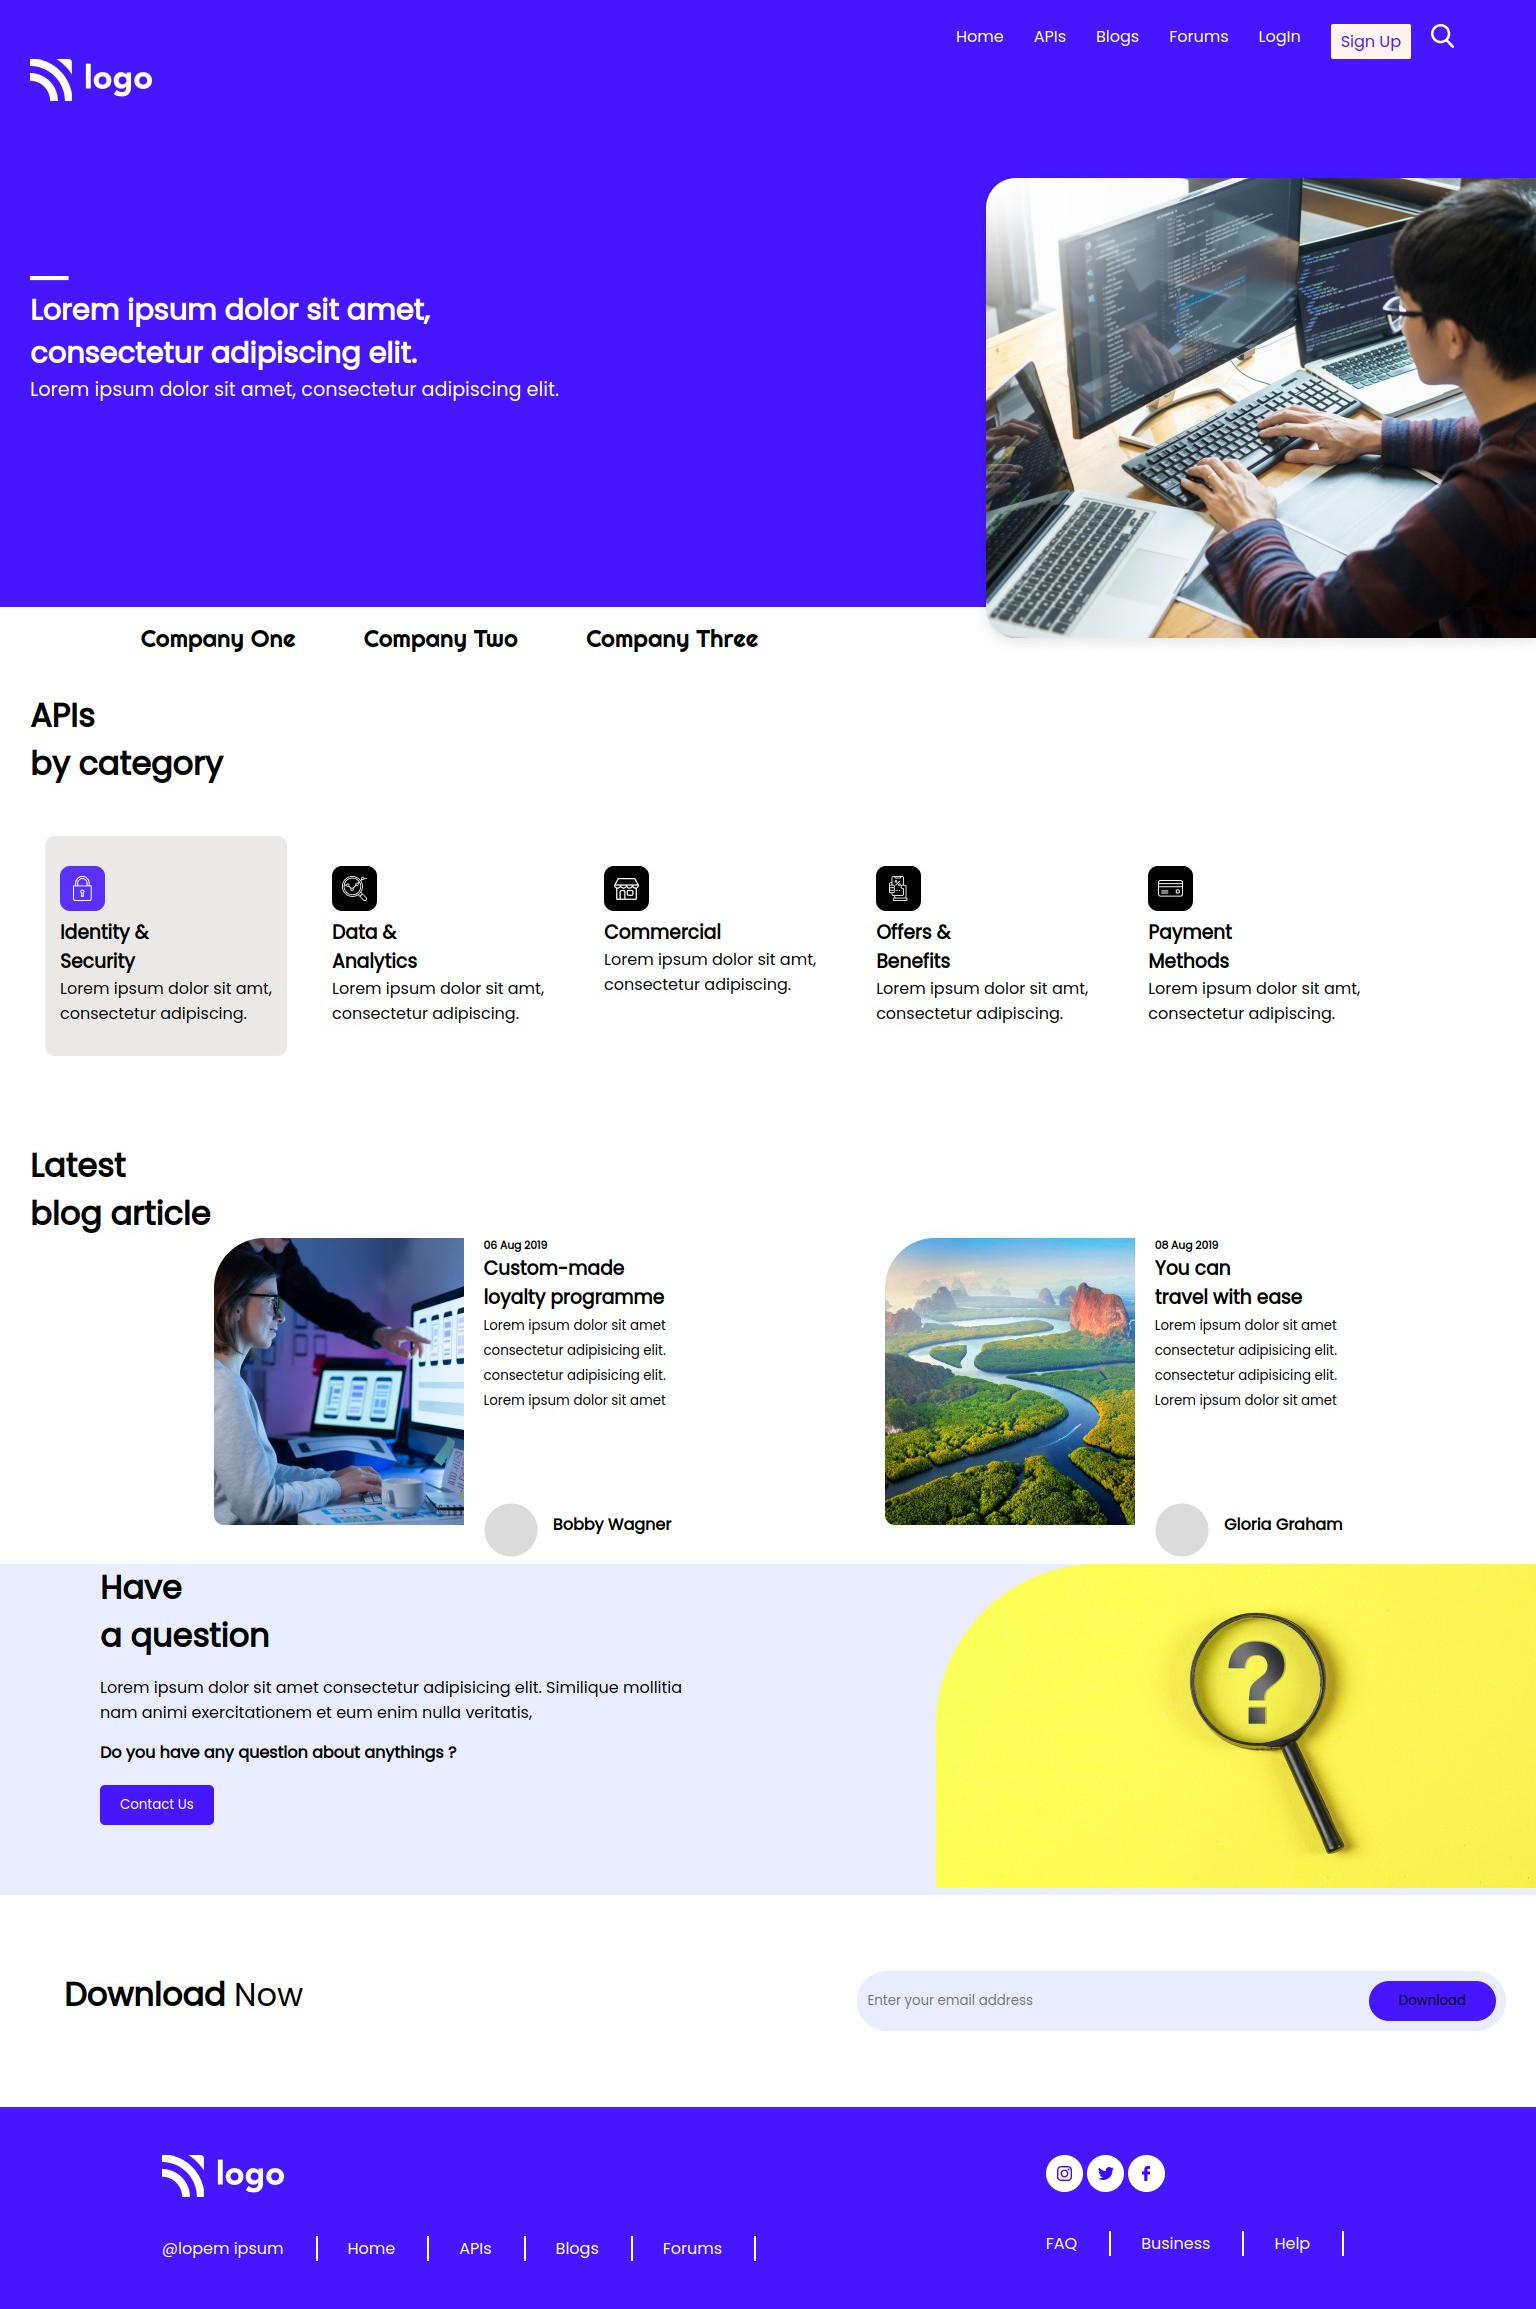 Home APIs Blogs Forums LogIn Sign Up
logo
Lorem ipsum dolor sit amet,
consectetur adipiscing elit.
Lorem ipsum dolor sit amet, consectetur adipiscing elit.
Company One Company Two Company Three
APIs
by category
Identity &
Security
Lorem ipsum dolor sit amt,
consectetur adipiscing.
Data &
Analytics
Lorem ipsum dolor sit amt,
consectetur adipiscing.
Commercial
Lorem ipsum dolor sit amt,
consectetur adipiscing.
Offers &
Benefits
Lorem ipsum dolor sit amt,
consectetur adipiscing.
Payment
Methods
Lorem ipsum dolor sit amt,
consectetur adipiscing.
Latest
blog article
06 Aug 2019
Custom-made
loyalty programme
Lorem ipsum dolor sit amet
consectetur adipisicing elit.
consectetur adipisicing elit.
Lorem ipsum dolor sit amet
Bobby Wagner
08 Aug 2019
You can
travel with ease
Lorem ipsum dolor sit amet
consectetur adipisicing elit.
consectetur adipisicing elit.
Lorem ipsum dolor sit amet
Gloria Graham
Have
a question
Lorem ipsum dolor sit amet consectetur adipisicing elit. Similique mollitia
nam animi exercitationem et eum enim nulla veritatis,
Do you have any question about anythings ?
Contact Us
?
Download Now
Enter your email address
Download
logo
@lopem ipsum Home APIs Blogs Forums
FAQ Business Help